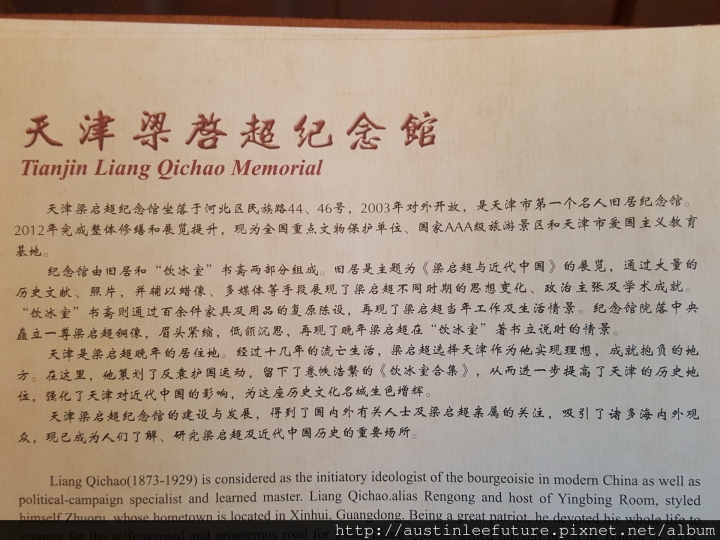 天津梁啓超纪念館
Tianjin Liang Qichao Memorial
天津梁启超纪念馆坐落于河北区民族路44、46号，2003年对外开放，是天津市第一个名人旧居纪念馆。
2012年完成整体修缮和展览提升，现为全国重点文物保护单位、国家AAA级旅游景区和天津市爱国主义教育
基地。
纪念馆由旧居和“饮冰室”书斋两部分组成。旧居是主题为《梁启超与近代中国》的展览，通过大量的
历史文献、照片，并辅以蜡像、多媒体等手段展现了梁启超不同时期的思想变化、政治主张及学术成就。
“饮冰室”书斋则通过百余件家具及用品的复原陈设，再现了梁启超当年工作及生活情景。纪念馆院落中央
矗立一尊梁启超铜像，眉头紧缩，低颔沉思，再现了晚年梁启超在“饮冰室”著书立说时的情景。
天津是梁启超晚年的居住地。经过十几年的流亡生活，梁启超选择天津作为他实现理想，成就抱负的地
方。在这里，他策划了反袁护国运动，留下了卷帙浩繁的《饮冰室合集》，从而进一步提高了天津的历史地
位，强化了天津对近代中国的影响，为这座历史文化名城生色增辉。
天津梁启超纪念馆的建设与发展，得到了国内外有关人士及梁启超亲属的关注，吸引了诸多海内外观
众，现已成为人们了解、研究梁启超及近代中国历史的重要场所。
Liang Qichao(1873-1929) is considered as the initiatory ideologist of the bourgeoisie in modern China as well as
political-campaign specialist and learned master. Liang Qichao.alias Rengong and host of Yingbing Room, styled
himself Zhuoru, whose hometown is located in Xinhui, Guangdong. Being a great patriot, he devoted his whole life to
http://austinleefuture.pixnet.net/album